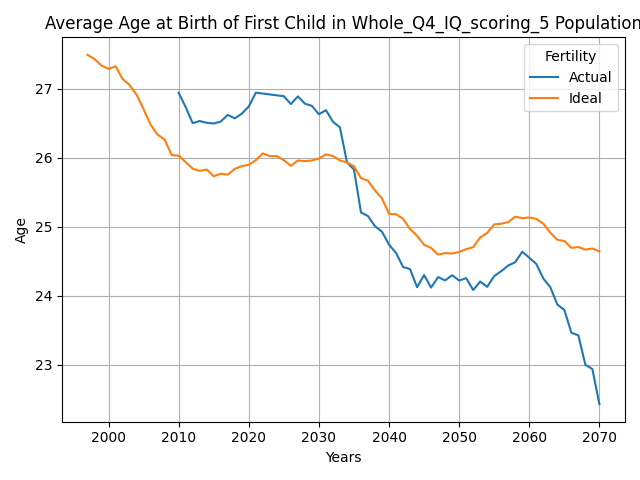 Average Age at Birth of First Child in Whole_Q4_IQ_scoring_5 Population
Fertility
Actual
Ideal
Age
27
26
25
24
23
2000 2010 2020 2030 2040 2050 2060 2070
Years